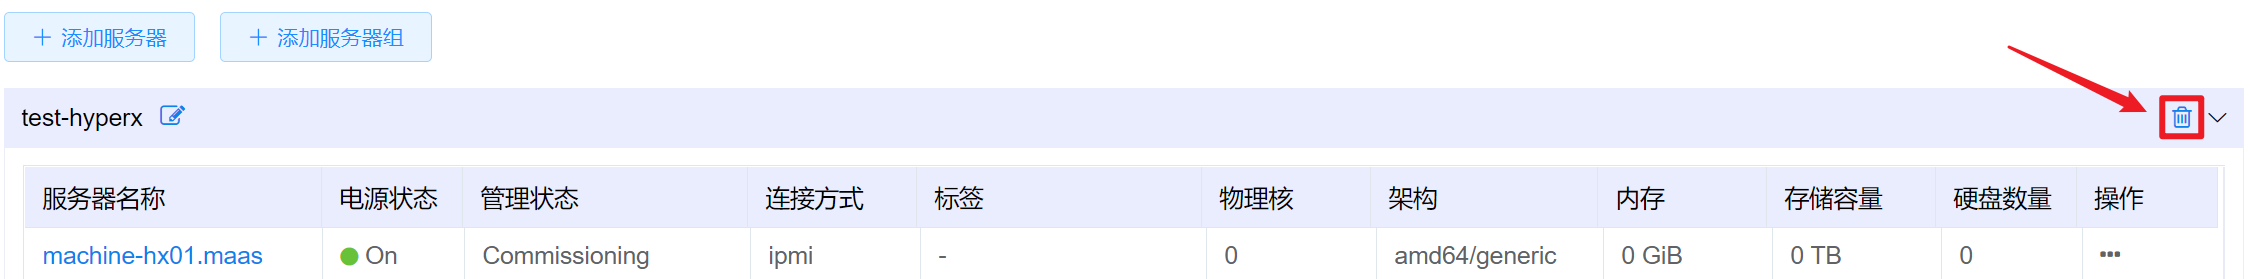 添加服务器 添加服务器组
test-hyperx
服务器名称 电源状态 管理状态 连接方式 标签 物理核 架构 内存 存储容量 硬盘数量 操作
machine-hx01.maas On Commissioning ipmi - 0 amd64/generic 0 GiB 0 TB 0